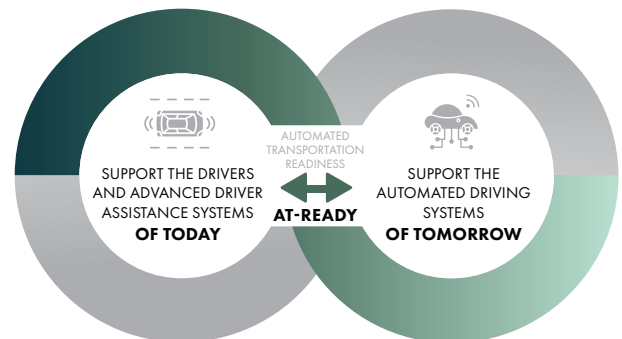 SUPPORT THE DRIVERS
AND ADVANCED DRIVER
ASSISTANCE SYSTEMS
OF TODAY
AUTOMATED
TRANSPORTATION
READINESS
AT-READY
SUPPORT THE
AUTOMATED DRIVING
SYSTEMS
OF TOMORROW